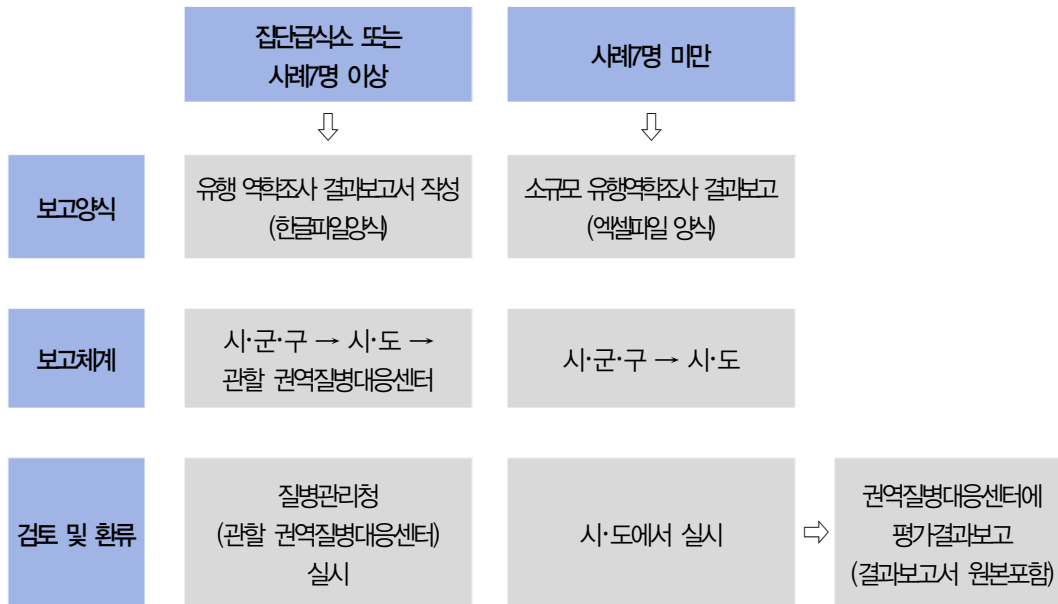 집단급식소 또는
사례7명 이상
사례7명 미만
⇩
⇩
보고양식
유행 역학조사 결과보고서 작성
(한글파일양식)
소규모 유행역학조사 결과보고
(엑셀파일 양식)
보고체계
시·군·구 → 시·도 →
관할 권역질병대응센터
시·군·구 → 시·도
검토 및 환류
질병관리청
(관할 권역질병대응센터)
실시
시·도에서 실시
⇨
권역질병대응센터에
평가결과보고
(결과보고서 원본포함)